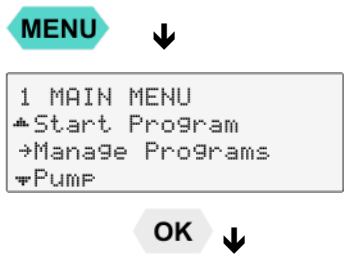 MENU
1 MAIN MENU
Start Program
→Manage Programs
Pump
OK